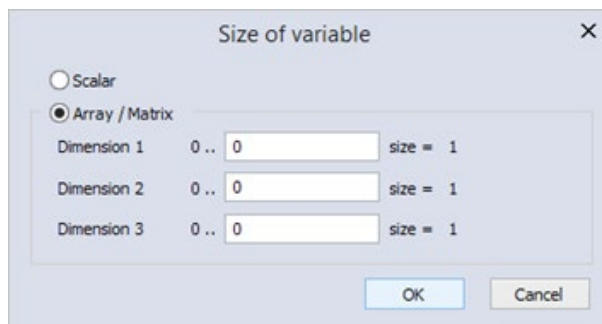 Size of variable
Scalar
Array / Matrix
Dimension 1 0 .. 0 size = 1
Dimension 2 0 .. 0 size = 1
Dimension 3 0 .. 0 size = 1
OK Cancel